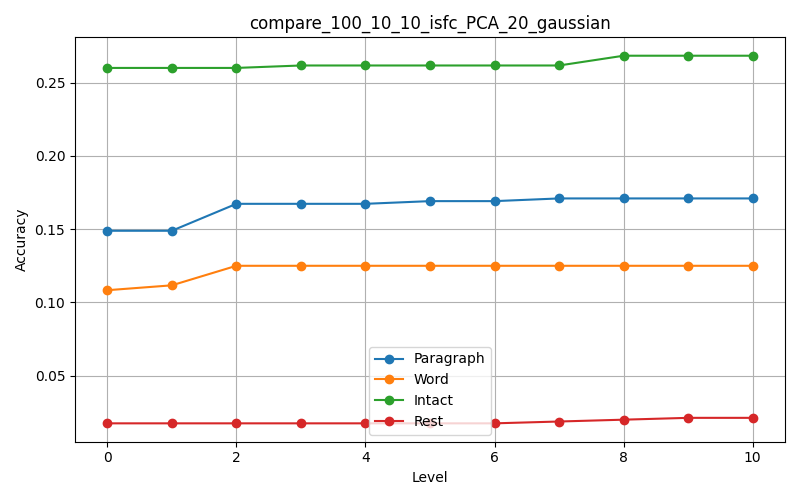 compare_100_10_10_isfc_PCA_20_gaussian
Accuracy
0.25
0.20
0.15
0.10
0.05
Paragraph
Word
Intact
Rest
0 2 4 6 8 10
Level